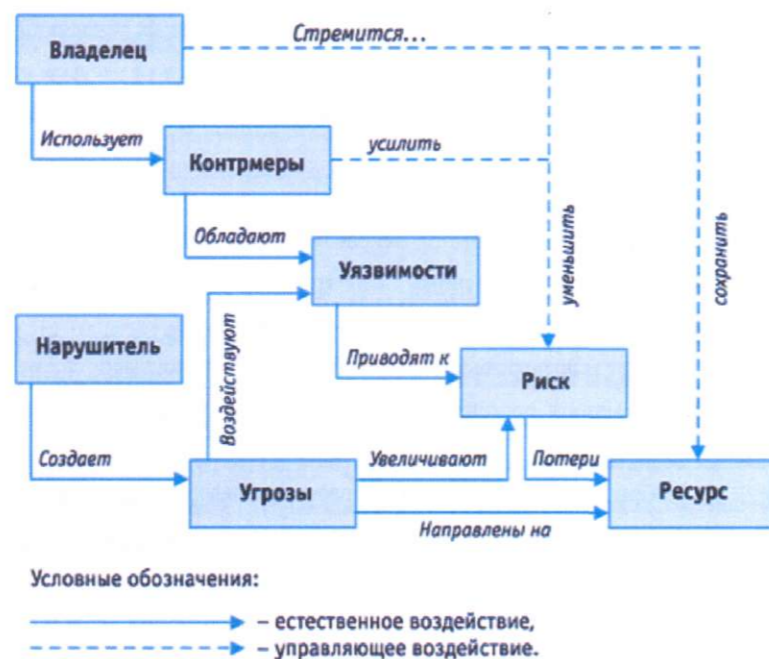 Стремится...
Владелец
Использует
Контрмеры
усилить
Обладают
Уязвимости
уменьшить
сохранить
Нарушитель
Воздействуют
Приводят к
Риск
Создает
Угрозы
Увеличивают
Потери
Ресурс
Направлены на
Условные обозначения:
– естественное воздействие,
– управляющее воздействие.